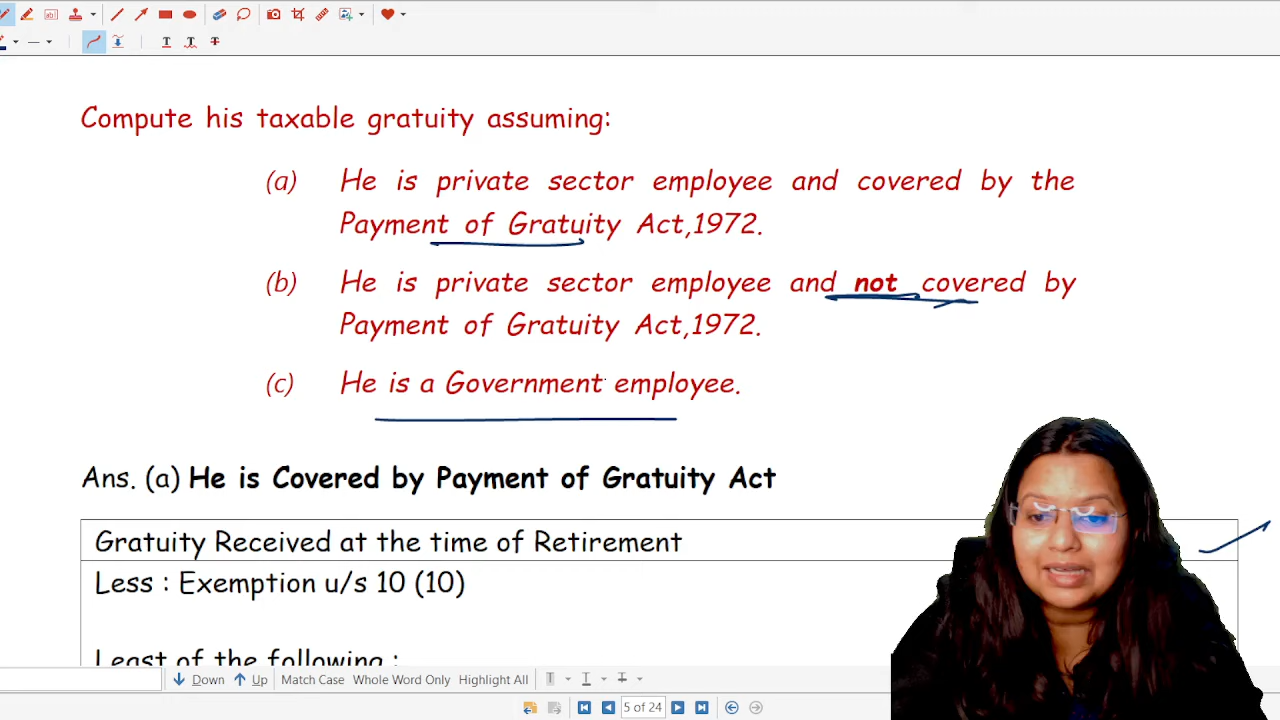 Compute his taxable gratuity assuming:
(a) He is private sector employee and covered by the
Payment of Gratuity Act,1972.
(b) He is private sector employee and not covered by
Payment of Gratuity Act,1972.
(c) He is a Government employee.
Ans. (a) He is Covered by Payment of Gratuity Act
Gratuity Received at the time of Retirement
Less : Exemption u/s 10 (10)
Least of the following :
Down Up Match Case Whole Word Only Highlight All
5 of 24